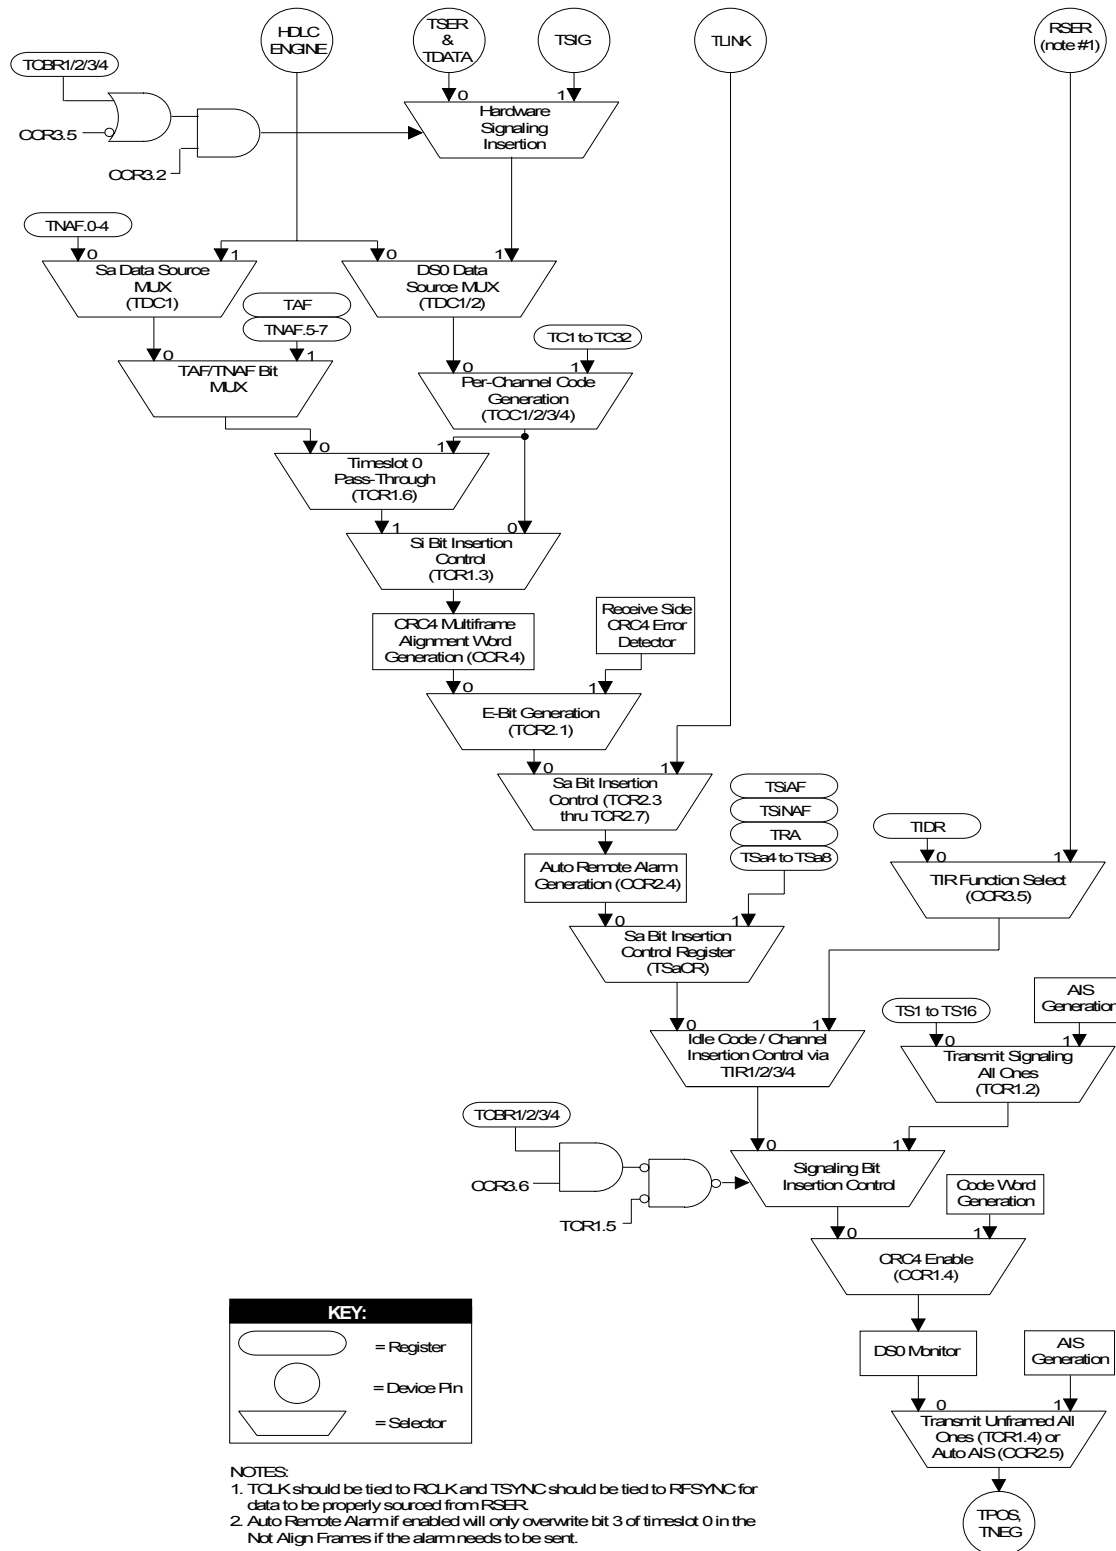 HDLC
ENGINE
TSER
&
TDATA
TSIG
TLINK
RSER
(note #1)
TCBR1/2/3/4
CCR3.5
CCR3.2
0
1
Hardware
Signaling
Insertion
TNAF.0-4
0
1
Sa Data Source
MUX
(TDC1)
0
1
DS0 Data
Source MUX
(TDC1/2)
TAF
TNAF.5-7
0
1
TAF/TNAF Bit
MUX
TC1 to TC32
0
1
Per-Channel Code
Generation
(TCC1/2/3/4)
0
1
Timeslot 0
Pass-Through
(TCR1.6)
1
0
Si Bit Insertion
Control
(TCR1.3)
CRC4 Multiframe
Alignment Word
Generation (CCR.4)
Receive Side
CRC4 Error
Detector
0
1
E-Bit Generation
(TCR2.1)
0
1
Sa Bit Insertion
Control (TCR2.3
thru TCR2.7)
TSiAF
TSiNAF
TRA
TSa4 to TSa8
Auto Remote Alarm
Generation (CCR2.4)
0
1
Sa Bit Insertion
Control Register
(TSaCR)
TIDR
0
1
TIR Function Select
(CCR3.5)
0
1
Idle Code / Channel
Insertion Control via
TIR1/2/3/4
TS1 to TS16
AIS
Generation
0
1
Transmit Signaling
All Ones
(TCR1.2)
TCBR1/2/3/4
CCR3.6
TCR1.5
0
1
Signaling Bit
Insertion Control
Code Word
Generation
0
1
CRC4 Enable
(CCR1.4)
DS0 Monitor
AIS
Generation
0
1
Transmit Unframed All
Ones (TCR1.4) or
Auto AIS (CCR2.5)
TPOS,
TNEG
KEY:
= Register
= Device Pin
= Selector
NOTES:
1. TCLK should be tied to RCLK and TSYNC should be tied to RFSYNC for
data to be properly sourced from RSER.
2. Auto Remote Alarm if enabled will only overwrite bit 3 of timeslot 0 in the
Not Align Frames if the alarm needs to be sent.